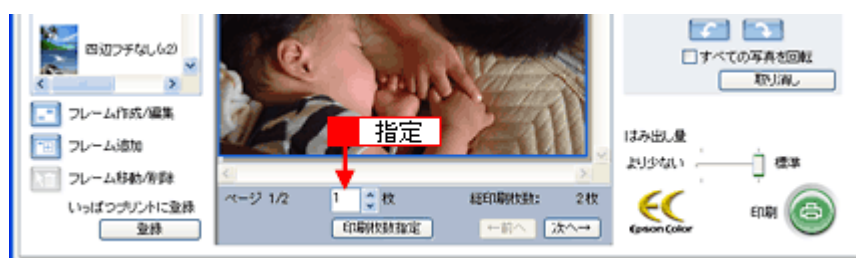 四辺フチなし(x2)
フレーム作成/編集
フレーム追加
フレーム移動/削除
いっぱつプリントに登録
登録
指定
ページ 1/2
1 枚
総印刷枚数: 2枚
印刷枚数指定
←前へ
次へ→
すべての写真を回転
取り消し
はみ出し量
より少ない
標準
Epson Color
印刷